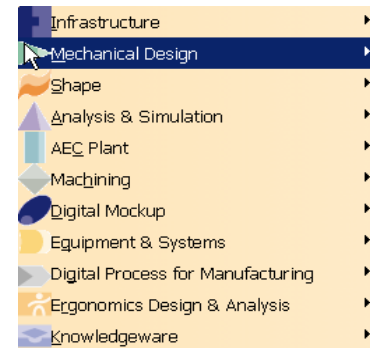 Infrastructure
Mechanical Design
Shape
Analysis & Simulation
AEC Plant
Machining
Digital Mockup
Equipment & Systems
Digital Process for Manufacturing
Ergonomics Design & Analysis
Knowledgeware